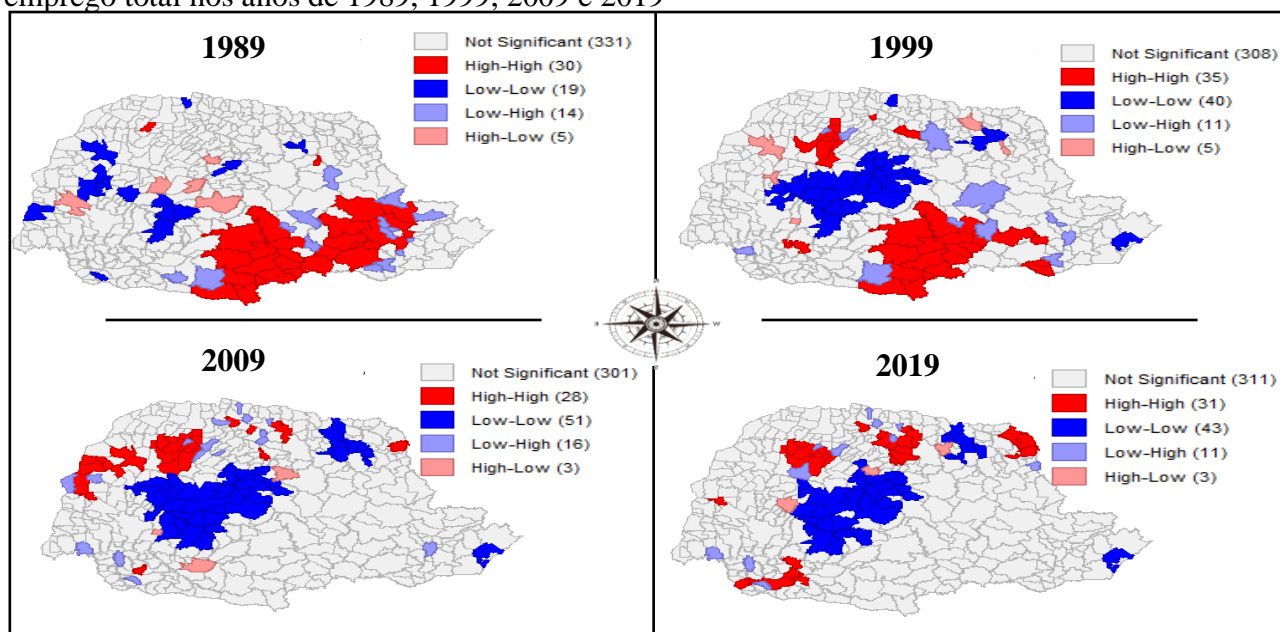 emprego total nos anos de 1989, 1999, 2009 e 2019
1989
Not Significant (331)
High-High (30)
Low-Low (19)
Low-High (14)
High-Low (5)
1999
Not Significant (308)
High-High (35)
Low-Low (40)
Low-High (11)
High-Low (5)
2009
Not Significant (301)
High-High (28)
Low-Low (51)
Low-High (16)
High-Low (3)
2019
Not Significant (311)
High-High (31)
Low-Low (43)
Low-High (11)
High-Low (3)